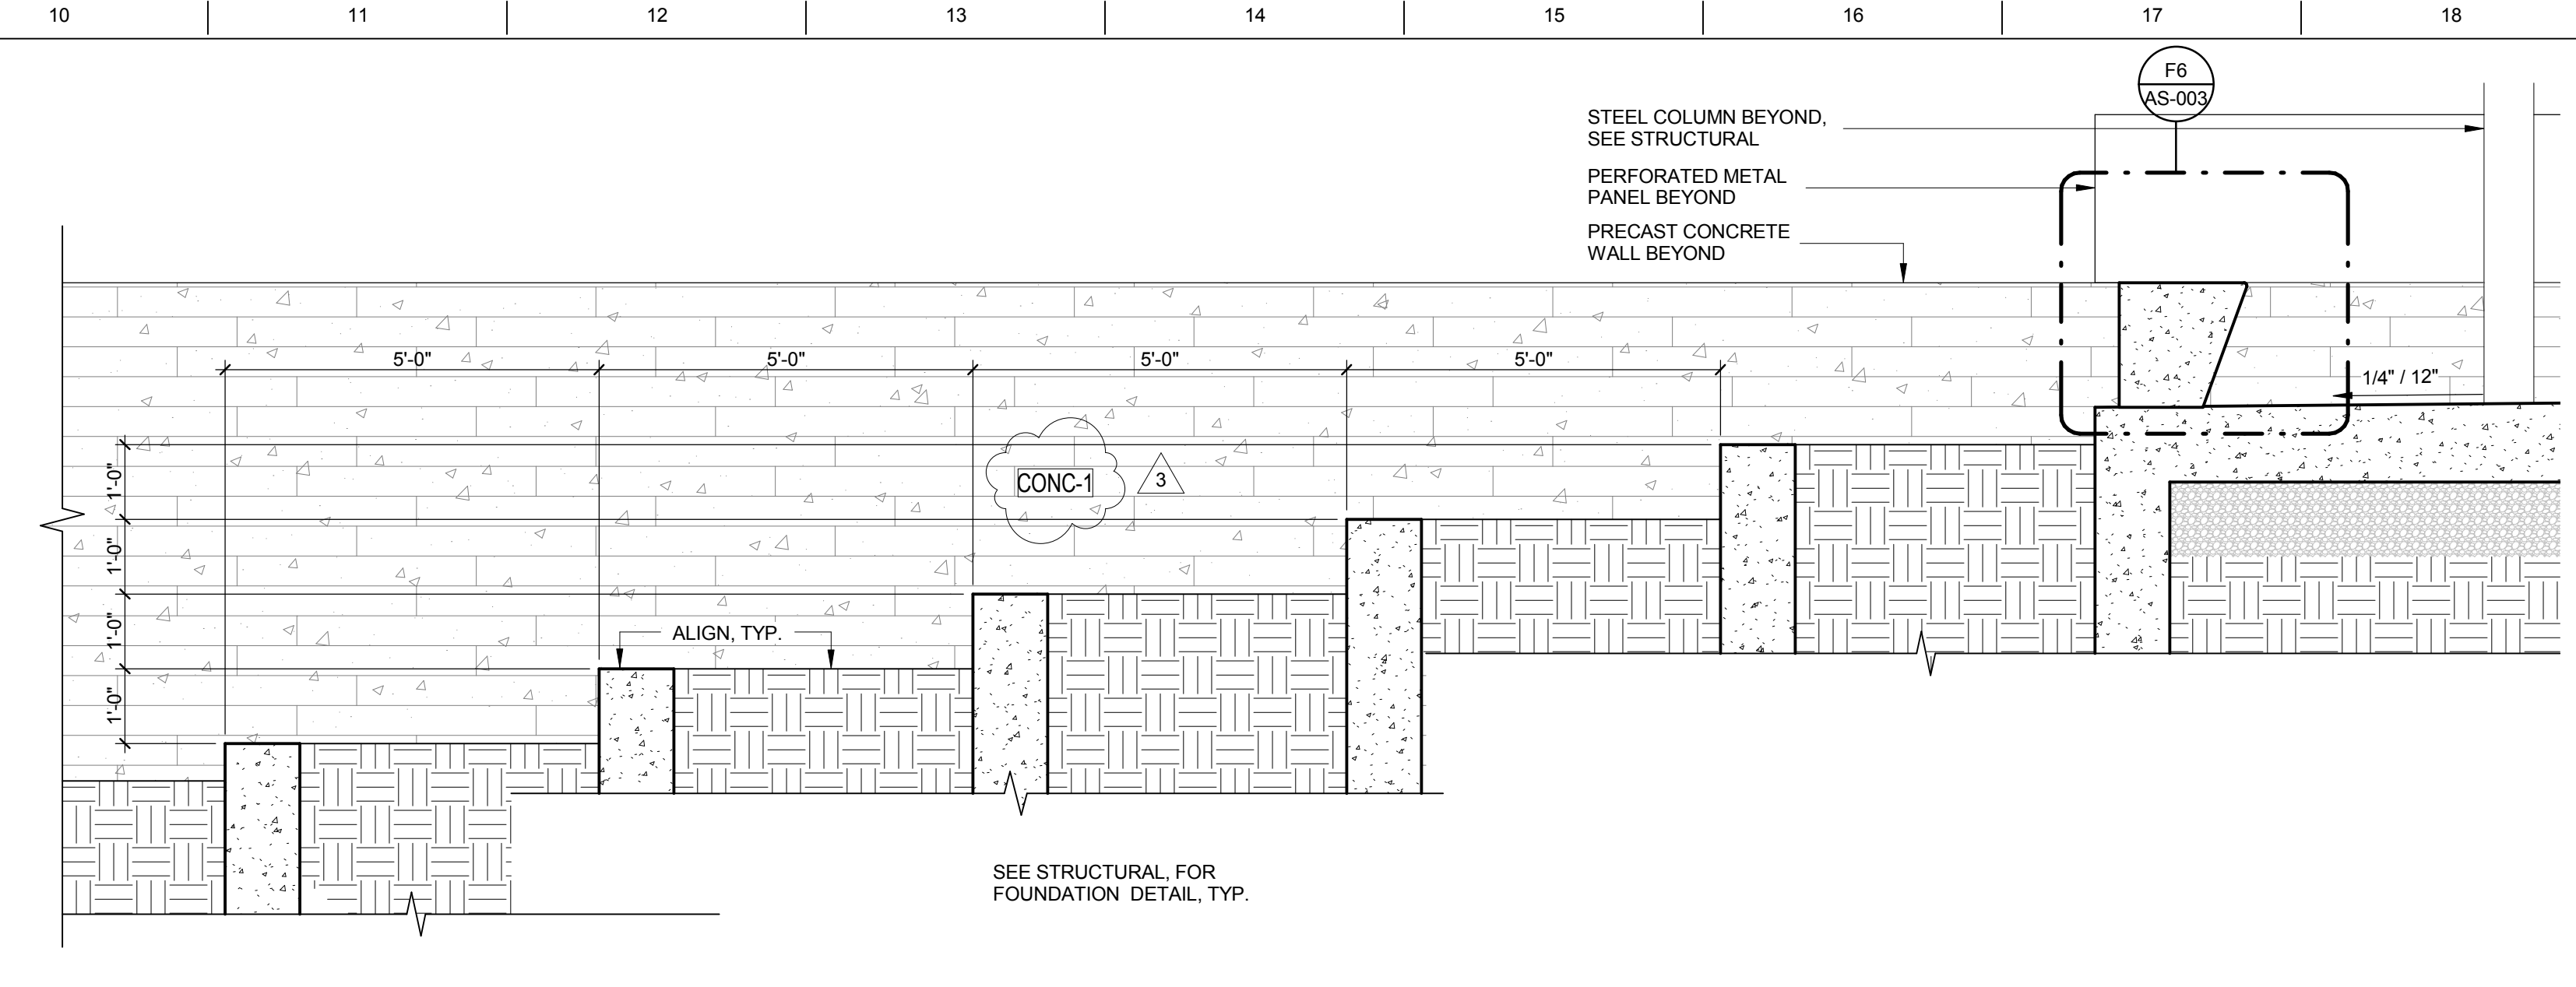 10 11 12 13 14 15 16 17 18
F6
AS-003
STEEL COLUMN BEYOND,
SEE STRUCTURAL
PERFORATED METAL
PANEL BEYOND
PRECAST CONCRETE
WALL BEYOND
5'-0" 5'-0" 5'-0" 5'-0"
1/4" / 12"
1'-0"
1'-0"
1'-0"
1'-0"
CONC-1
3
ALIGN, TYP.
SEE STRUCTURAL, FOR
FOUNDATION DETAIL, TYP.